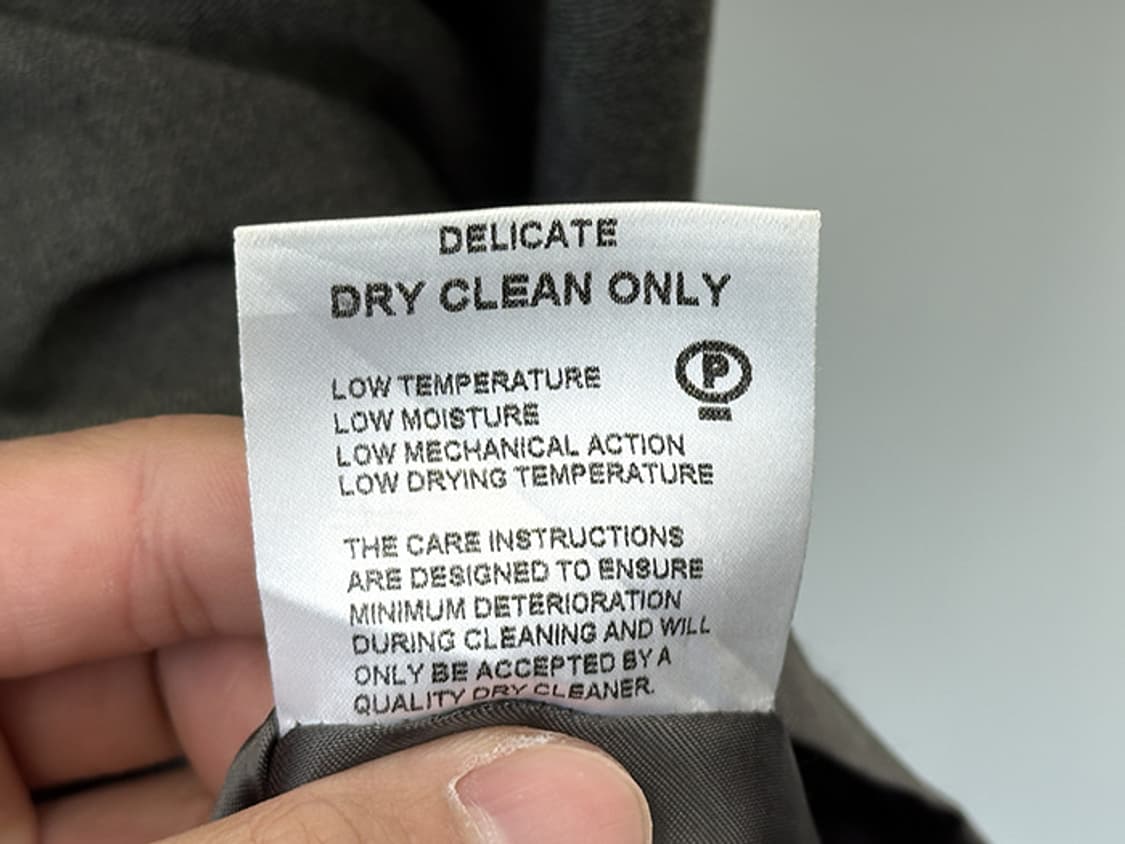 DELICATE
DRY CLEAN ONLY
P
LOW TEMPERATURE
LOW MOISTURE
LOW MECHANICAL ACTION
LOW DRYING TEMPERATURE
THE CARE INSTRUCTIONS
ARE DESIGNED TO ENSURE
MINIMUM DETERIORATION
DURING CLEANING AND WILL
ONLY BE ACCEPTED BY A
QUALITY DRY CLEANER.